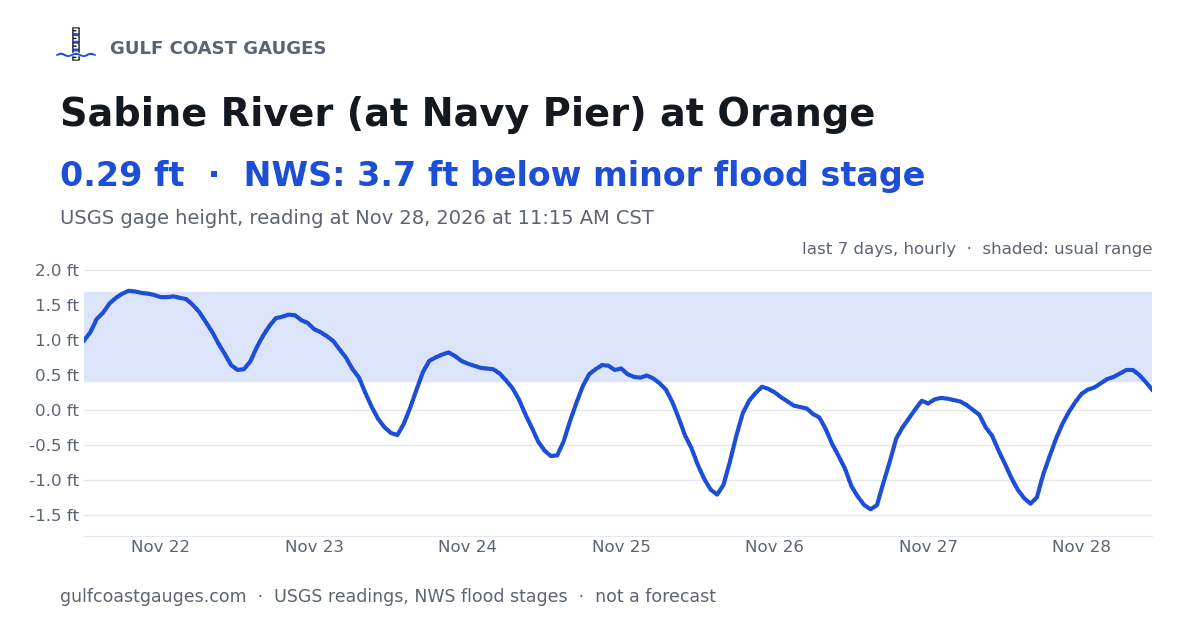 GULF COAST GAUGES
Sabine River (at Navy Pier) at Orange
0.29 ft · NWS: 3.7 ft below minor flood stage
USGS gage height, reading at Nov 28, 2026 at 11:15 AM CST
last 7 days, hourly · shaded: usual range
2.0 ft
1.5 ft
1.0 ft
0.5 ft
0.0 ft
-0.5 ft
-1.0 ft
-1.5 ft
Nov 22 Nov 23 Nov 24 Nov 25 Nov 26 Nov 27 Nov 28
gulfcoastgauges.com · USGS readings, NWS flood stages · not a forecast